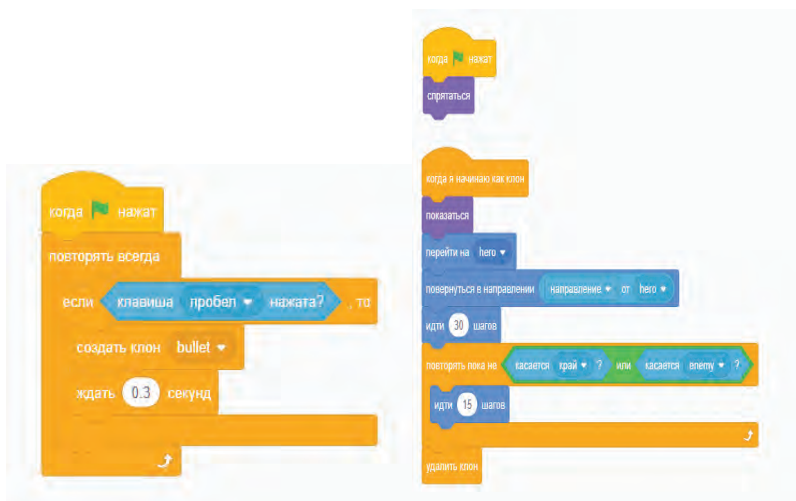 когда нажат
повторять всегда
если клавиша пробел нажата? , то
создать клон bullet
ждать 0.3 секунд
когда нажат
спрятаться
когда я начинаю как клон
показаться
перейти на hero
повернуться в направлении направление от hero
идти 30 шагов
повторять пока не касается край ? или касается enemy ?
идти 15 шагов
удалить клон